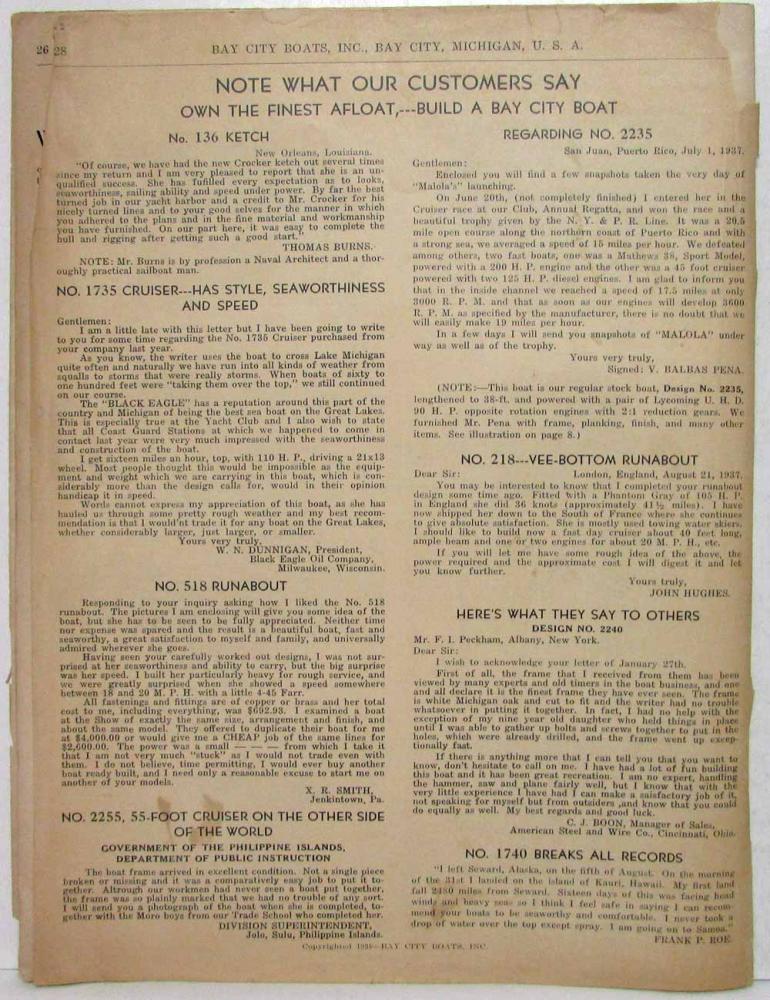 26 28
BAY CITY BOATS, INC., BAY CITY, MICHIGAN, U. S. A.
NOTE WHAT OUR CUSTOMERS SAY
OWN THE FINEST AFLOAT,---BUILD A BAY CITY BOAT
No. 136 KETCH
New Orleans, Louisiana.
"Of course, we have had the new Crocker ketch out several times
since my return and I am very pleased to report that she is an un-
qualified success. She has fufilled every expectation as to looks,
seaworthiness, sailing ability and speed under power. By far the best
turned job in our yacht harbor and a credit to Mr. Crocker for his
nicely turned lines and to your good selves for the manner in which
you adhered to the plans and in the fine material and workmanship
you have furnished. On our part here, it was easy to complete the
hull and rigging after getting such a good start."
THOMAS BURNS.
NOTE: Mr. Burns is by profession a Naval Architect and a thor-
oughly practical sailboat man.
NO. 1735 CRUISER---HAS STYLE, SEAWORTHINESS
AND SPEED
Gentlemen:
I am a little late with this letter but I have been going to write
to you for some time regarding the No. 1735 Cruiser purchased from
your company last year.
As you know, the writer uses the boat to cross Lake Michigan
quite often and naturally we have run into all kinds of weather from
squalls to storms that were really storms. When boats of sixty to
one hundred feet were "taking them over the top," we still continued
on our course.
The "BLACK EAGLE" has a reputation around this part of the
country and Michigan of being the best sea boat on the Great Lakes.
This is especially true at the Yacht Club and I also wish to state
that all Coast Guard Stations at which we happened to come in
contact last year were very much impressed with the seaworthiness
and construction of the boat.
I get sixteen miles an hour, top, with 110 H. P., driving a 21x13
wheel. Most people thought this would be impossible as the equip-
ment and weight which we are carrying in this boat, which is con-
siderably more than the design calls for, would in their opinion
handicap it in speed.
Words cannot express my appreciation of this boat, as she has
hauled us through some pretty rough weather and my best recom-
mendation is that I would'nt trade it for any boat on the Great Lakes,
whether considerably larger, just larger, or smaller.
Yours very truly,
W. N. DUNNIGAN, President,
Black Eagle Oil Company,
Milwaukee, Wisconsin.
NO. 518 RUNABOUT
Responding to your inquiry asking how I liked the No. 518
runabout. The pictures I am enclosing will give you some idea of the
boat, but she has to be seen to be fully appreciated. Neither time
nor expense was spared and the result is a beautiful boat, fast and
seaworthy, a great satisfaction to myself and family, and universally
admired wherever she goes.
Having seen your carefully worked out designs, I was not sur-
prised at her seaworthiness and ability to carry, but the big surprise
was her speed. I built her particularly heavy for rough service, and
we were greatly surprised when she showed a speed somewhere
between 18 and 20 M. P. H. with a little 4-45 Farr.
All fastenings and fittings are of copper or brass and her total
cost to me, including everything, was $692.93. I examined a boat
at the Show of exactly the same size, arrangement and finish, and
about the same model. They offered to duplicate their boat for me
at $4,000.00 or would give me a CHEAP job of the same lines for
$2,600.00. The power was a small — — — from which I take it
that I am not very much "stuck" as I would not trade even with
them. I do not believe, time permitting, I would ever buy another
boat ready built, and I need only a reasonable excuse to start me on
another of your models.
X. R. SMITH,
Jenkintown, Pa.
NO. 2255, 55-FOOT CRUISER ON THE OTHER SIDE
OF THE WORLD
GOVERNMENT OF THE PHILIPPINE ISLANDS,
DEPARTMENT OF PUBLIC INSTRUCTION
The boat frame arrived in excellent condition. Not a single piece
broken or missing and it was a comparatively easy job to put it to-
gether. Altrough our workmen had never seen a boat put together,
the frame was so plainly marked that we had no trouble of any sort.
I will send you a photograph of the boat when she is completed, to-
gether with the Moro boys from our Trade School who completed her.
DIVISION SUPERINTENDENT,
Jolo, Sulu, Philippine Islands.
REGARDING NO. 2235
San Juan, Puerto Rico, July 1, 1937.
Gentlemen:
Enclosed you will find a few snapshots taken the very day of
"Malola's" launching.
On June 20th, (not completely finished) I entered her in the
Cruiser race at our Club, Annual Regatta, and won the race and a
beautiful trophy given by the N. Y. & P. R. Line. It was a 20.5
mile open course along the northern coast of Puerto Rico and with
a strong sea, we averaged a speed of 15 miles per hour. We defeated
among others, two fast boats, one was a Mathews 38, Sport Model,
powered with a 200 H. P. engine and the other was a 45 foot cruiser
powered with two 125 H. P. diesel engines. I am glad to inform you
that in the inside channel we reached a speed of 17.5 miles at only
3000 R. P. M. and that as soon as our engines will develop 3600
R. P. M. as specified by the manufacturer, there is no doubt that we
will easily make 19 miles per hour.
In a few days I will send you snapshots of "MALOLA" under
way as well as of the trophy.
Yours very truly,
Signed: V. BALBAS PENA.
(NOTE:—This boat is our regular stock boat, Design No. 2235,
lengthened to 38-ft. and powered with a pair of Lycoming U. H. D.
90 H. P. opposite rotation engines with 2:1 reduction gears. We
furnished Mr. Pena with frame, planking, finish, and many other
items. See illustration on page 8.)
NO. 218---VEE-BOTTOM RUNABOUT
Dear Sir: London, England, August 21, 1937.
You may be interested to know that I completed your runabout
design some time ago. Fitted with a Phantom Gray of 105 H. P.
in England she did 36 knots (approximately 41½ miles). I have
now shipped her down to the South of France where she continues
to give absolute satisfaction. She is mostly used towing water skiers.
I should like to build now a fast day cruiser about 40 feet long,
ample beam and one or two engines for about 20 M. P. H., etc.
If you will let me have some rough idea of the above, the
power required and the approximate cost I will digest it and let
you know further.
Yours truly,
JOHN HUGHES.
HERE'S WHAT THEY SAY TO OTHERS
DESIGN NO. 2240
Mr. F. I. Peckham, Albany, New York.
Dear Sir:
I wish to acknowledge your letter of January 27th.
First of all, the frame that I received from them has been
viewed by many experts and old timers in the boat business, and one
and all declare it is the finest frame they have ever seen. The frame
is white Michigan oak and cut to fit and the writer had no trouble
whatsoever in putting it together. In fact, I had no help with the
exception of my nine year old daughter who held things in place
until I was able to gather up bolts and screws together to put in the
holes, which were already drilled, and the frame went up excep-
tionally fast.
If there is anything more that I can tell you that you want to
know, don't hesitate to call on me. I have had a lot of fun building
this boat and it has been great recreation. I am no expert, handling
the hammer, saw and plane fairly well, but I know that with the
very little experience I have had I can make a saisfactory job of it,
not speaking for myself but from outsiders ,and know that you could
do equally as well. My best regards and good luck.
C. J. BOON, Manager of Sales,
American Steel and Wire Co., Cincinnati, Ohio.
NO. 1740 BREAKS ALL RECORDS
"I left Seward, Alaska, on the fifth of August. On the morning
of the 31st I landed on the island of Kauri, Hawaii. My first land
fall 2480 miles from Seward. Sixteen days of this was facing head
winds and heavy seas so I think I feel safe in saying I can recom-
mend your boats to be seaworthy and comfortable. I never took a
drop of water over the top except spray. I am going on to Samoa."
FRANK P. ROE.
Copyrighted BAY CITY BOATS, INC.